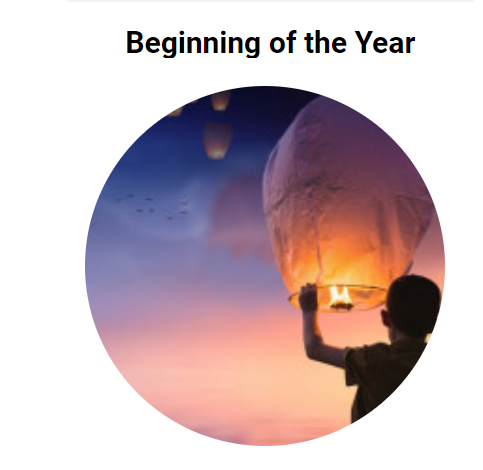 Beginning of the Year